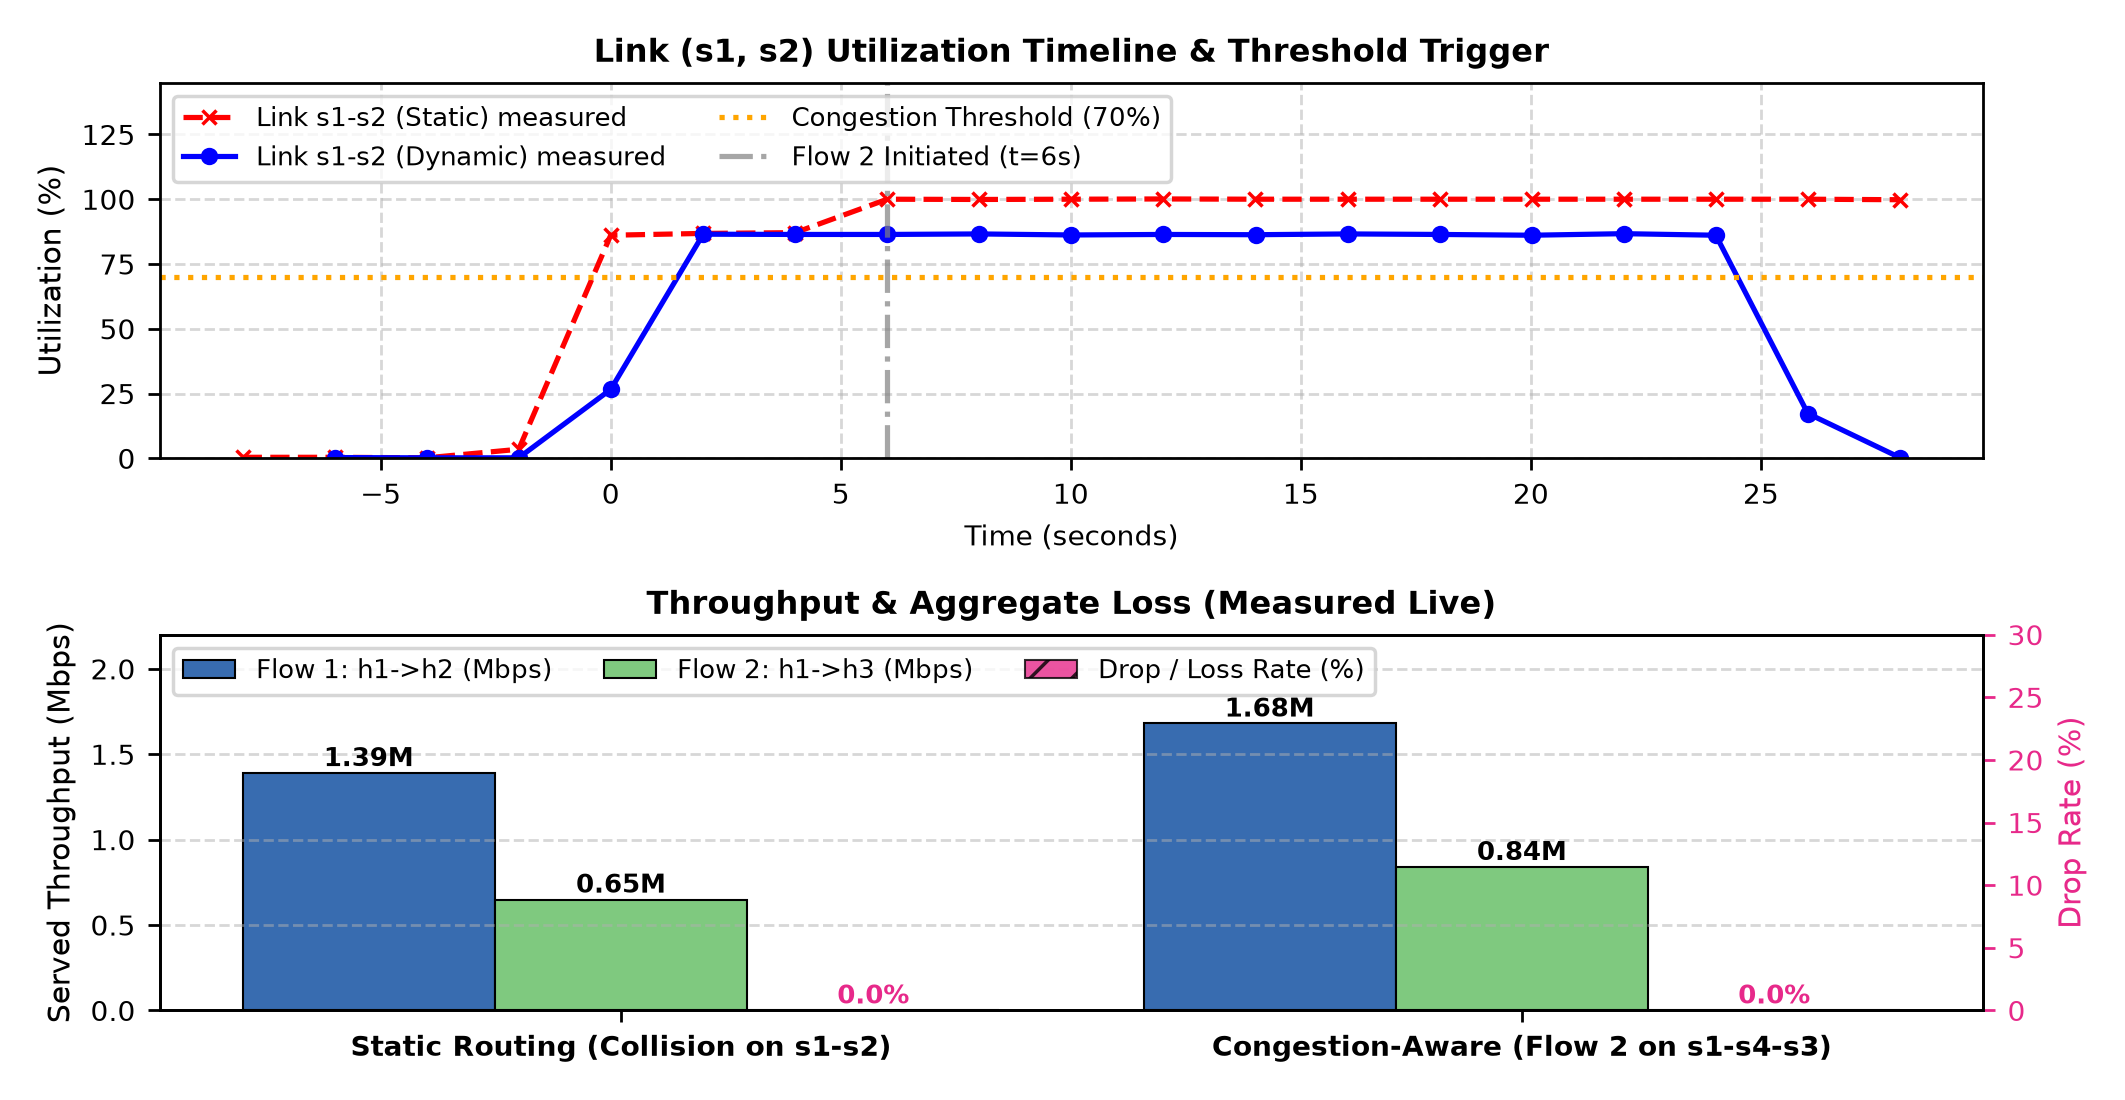 Link (s1, s2) Utilization Timeline & Threshold Trigger
Link s1-s2 (Static) measured
Link s1-s2 (Dynamic) measured
Congestion Threshold (70%)
Flow 2 Initiated (t=6s)
Utilization (%)
125
100
75
50
25
0
−5 0 5 10 15 20 25
Time (seconds)
Throughput & Aggregate Loss (Measured Live)
Flow 1: h1->h2 (Mbps) Flow 2: h1->h3 (Mbps) Drop / Loss Rate (%)
Served Throughput (Mbps)
2.0
1.5
1.0
0.5
0.0
1.39M
0.65M
0.0%
1.68M
0.84M
0.0%
30
25
20
15
10
5
0
Drop Rate (%)
Static Routing (Collision on s1-s2) Congestion-Aware (Flow 2 on s1-s4-s3)